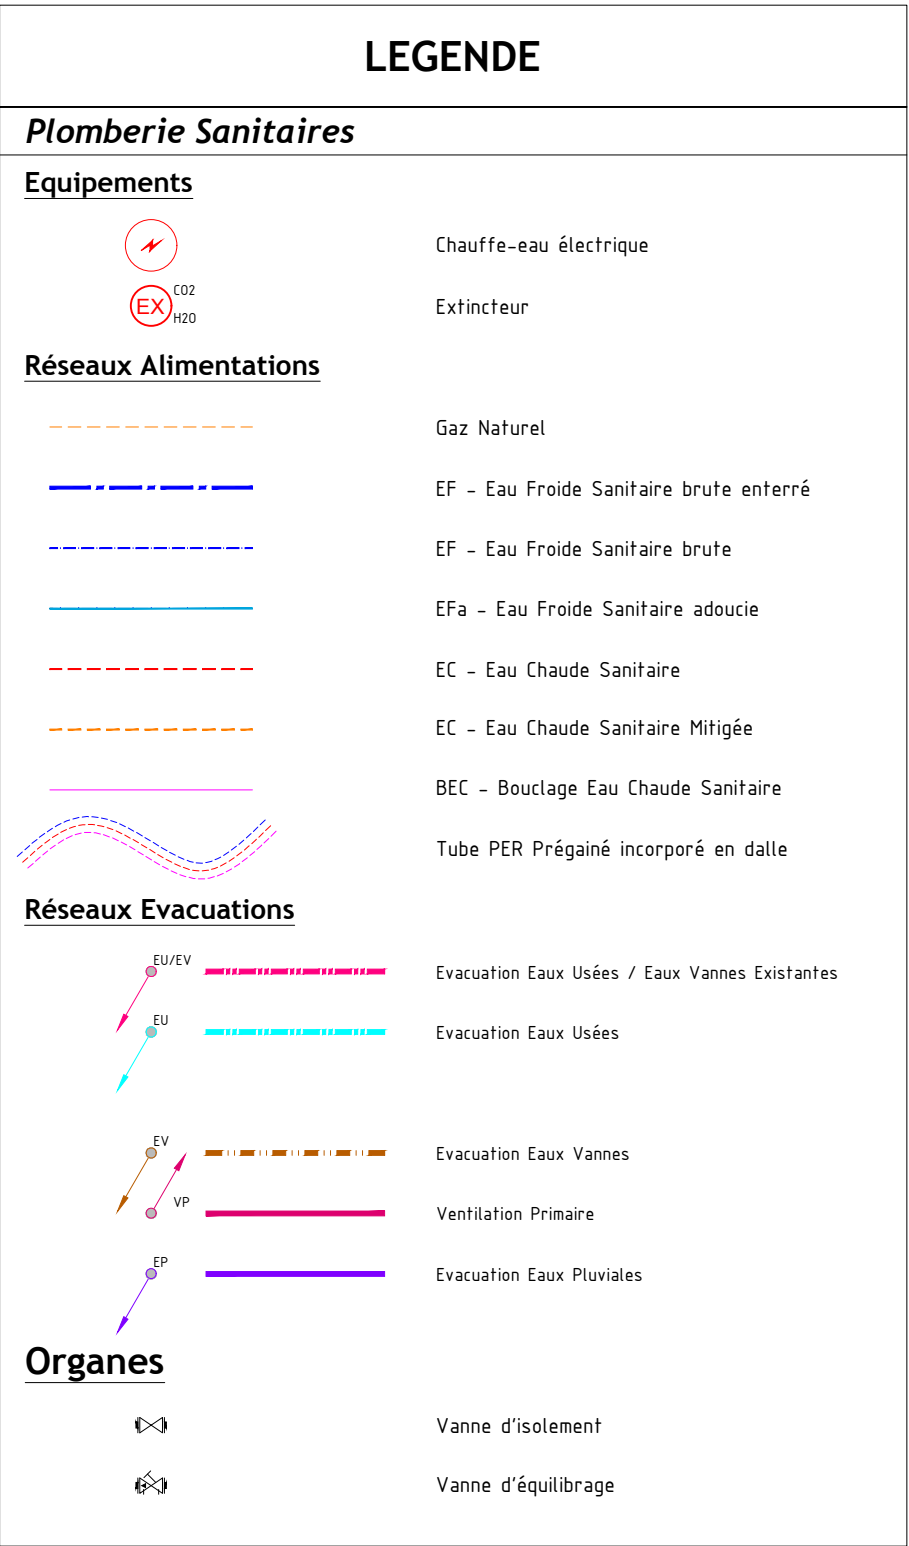 LEGENDE
Plomberie Sanitaires
Equipements
Chauffe-eau électrique
EX CO2 H2O Extincteur
Réseaux Alimentations
Gaz Naturel
EF - Eau Froide Sanitaire brute enterré
EF - Eau Froide Sanitaire brute
EFa - Eau Froide Sanitaire adoucie
EC - Eau Chaude Sanitaire
EC - Eau Chaude Sanitaire Mitigée
BEC - Bouclage Eau Chaude Sanitaire
Tube PER Prégainé incorporé en dalle
Réseaux Evacuations
EU/EV Evacuation Eaux Usées / Eaux Vannes Existantes
EU Evacuation Eaux Usées
EV Evacuation Eaux Vannes
VP Ventilation Primaire
EP Evacuation Eaux Pluviales
Organes
Vanne d'isolement
Vanne d'équilibrage